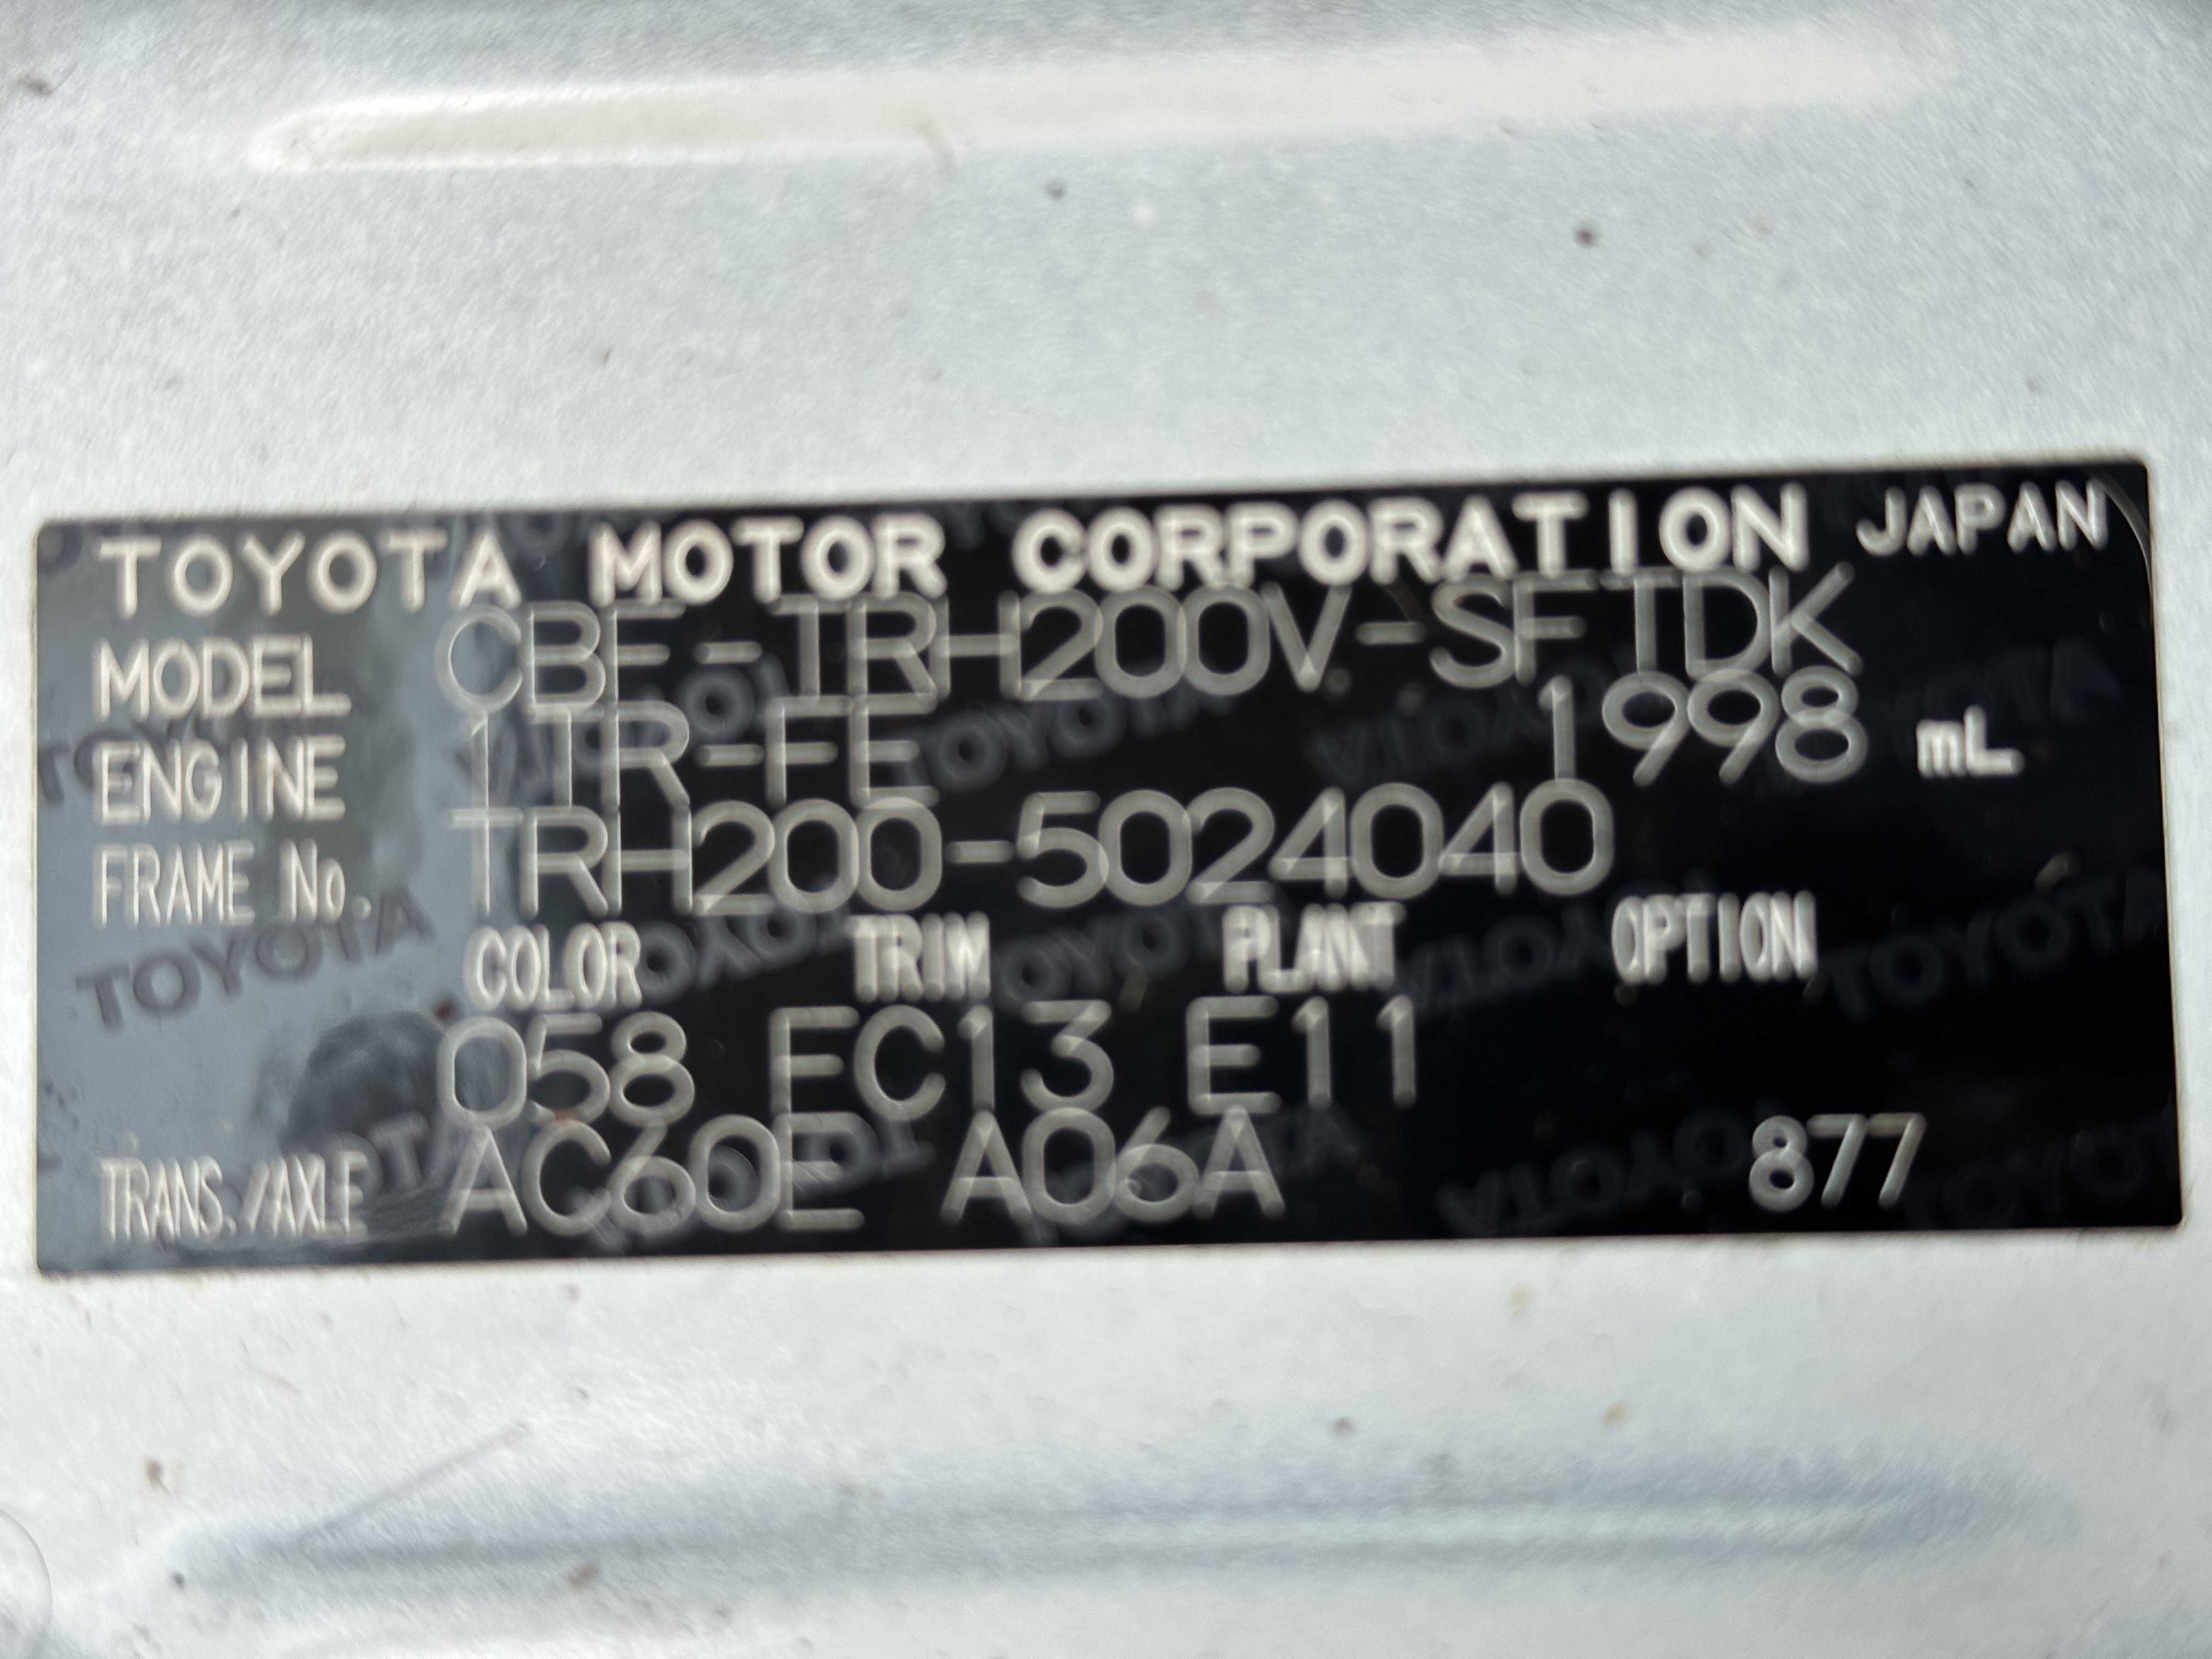 TOYOTA MOTOR CORPORATION JAPAN
MODEL CBF-TRH200V-SFTDK
ENGINE 1TR-FE 1998 mL
FRAME No. TRH200-5024040
COLOR TRIM PLANT OPTION
058 EC13 E11
TRANS./AXLE AC60E A06A 877